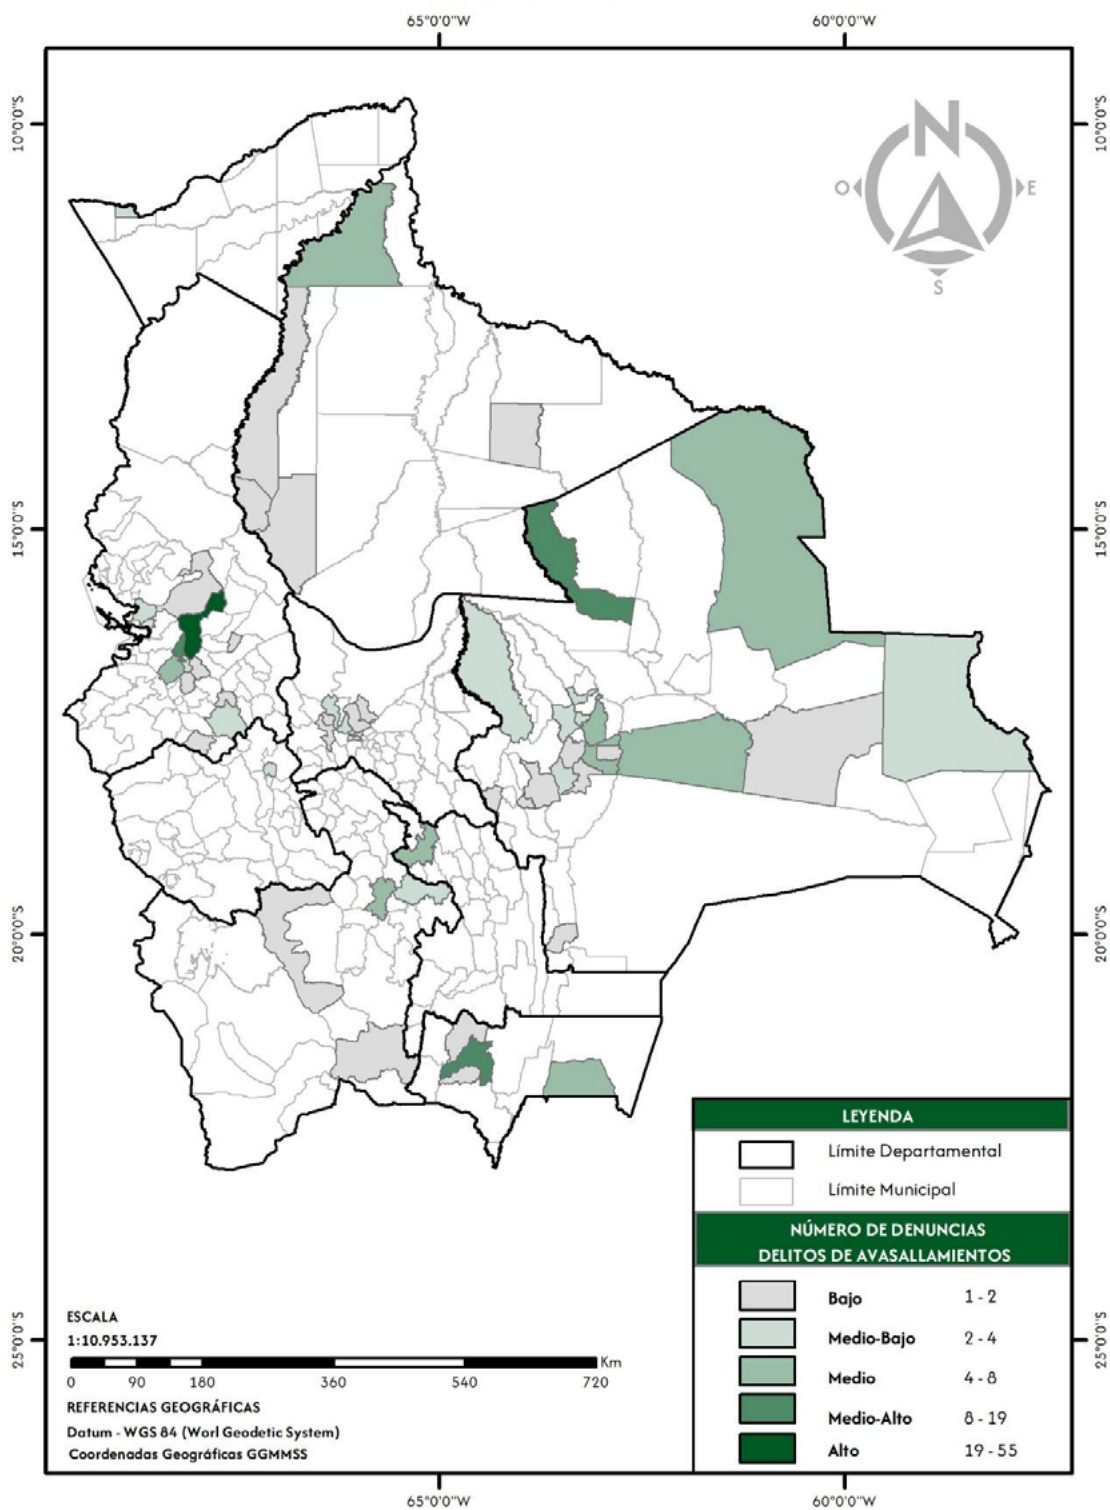 65°0'0"W 60°0'0"W
10°0'0"S 10°0'0"S
N
O E
S
15°0'0"S 15°0'0"S
20°0'0"S 20°0'0"S
LEYENDA
Límite Departamental
Límite Municipal
NÚMERO DE DENUNCIAS
DELITOS DE AVASALLAMIENTOS
Bajo 1 - 2
Medio-Bajo 2 - 4
Medio 4 - 8
Medio-Alto 8 - 19
Alto 19 - 55
25°0'0"S 25°0'0"S
ESCALA
1:10.953.137
Km
0 90 180 360 540 720
REFERENCIAS GEOGRÁFICAS
Datum - WGS 84 (Worl Geodetic System)
Coordenadas Geográficas GGMMSS
65°0'0"W 60°0'0"W